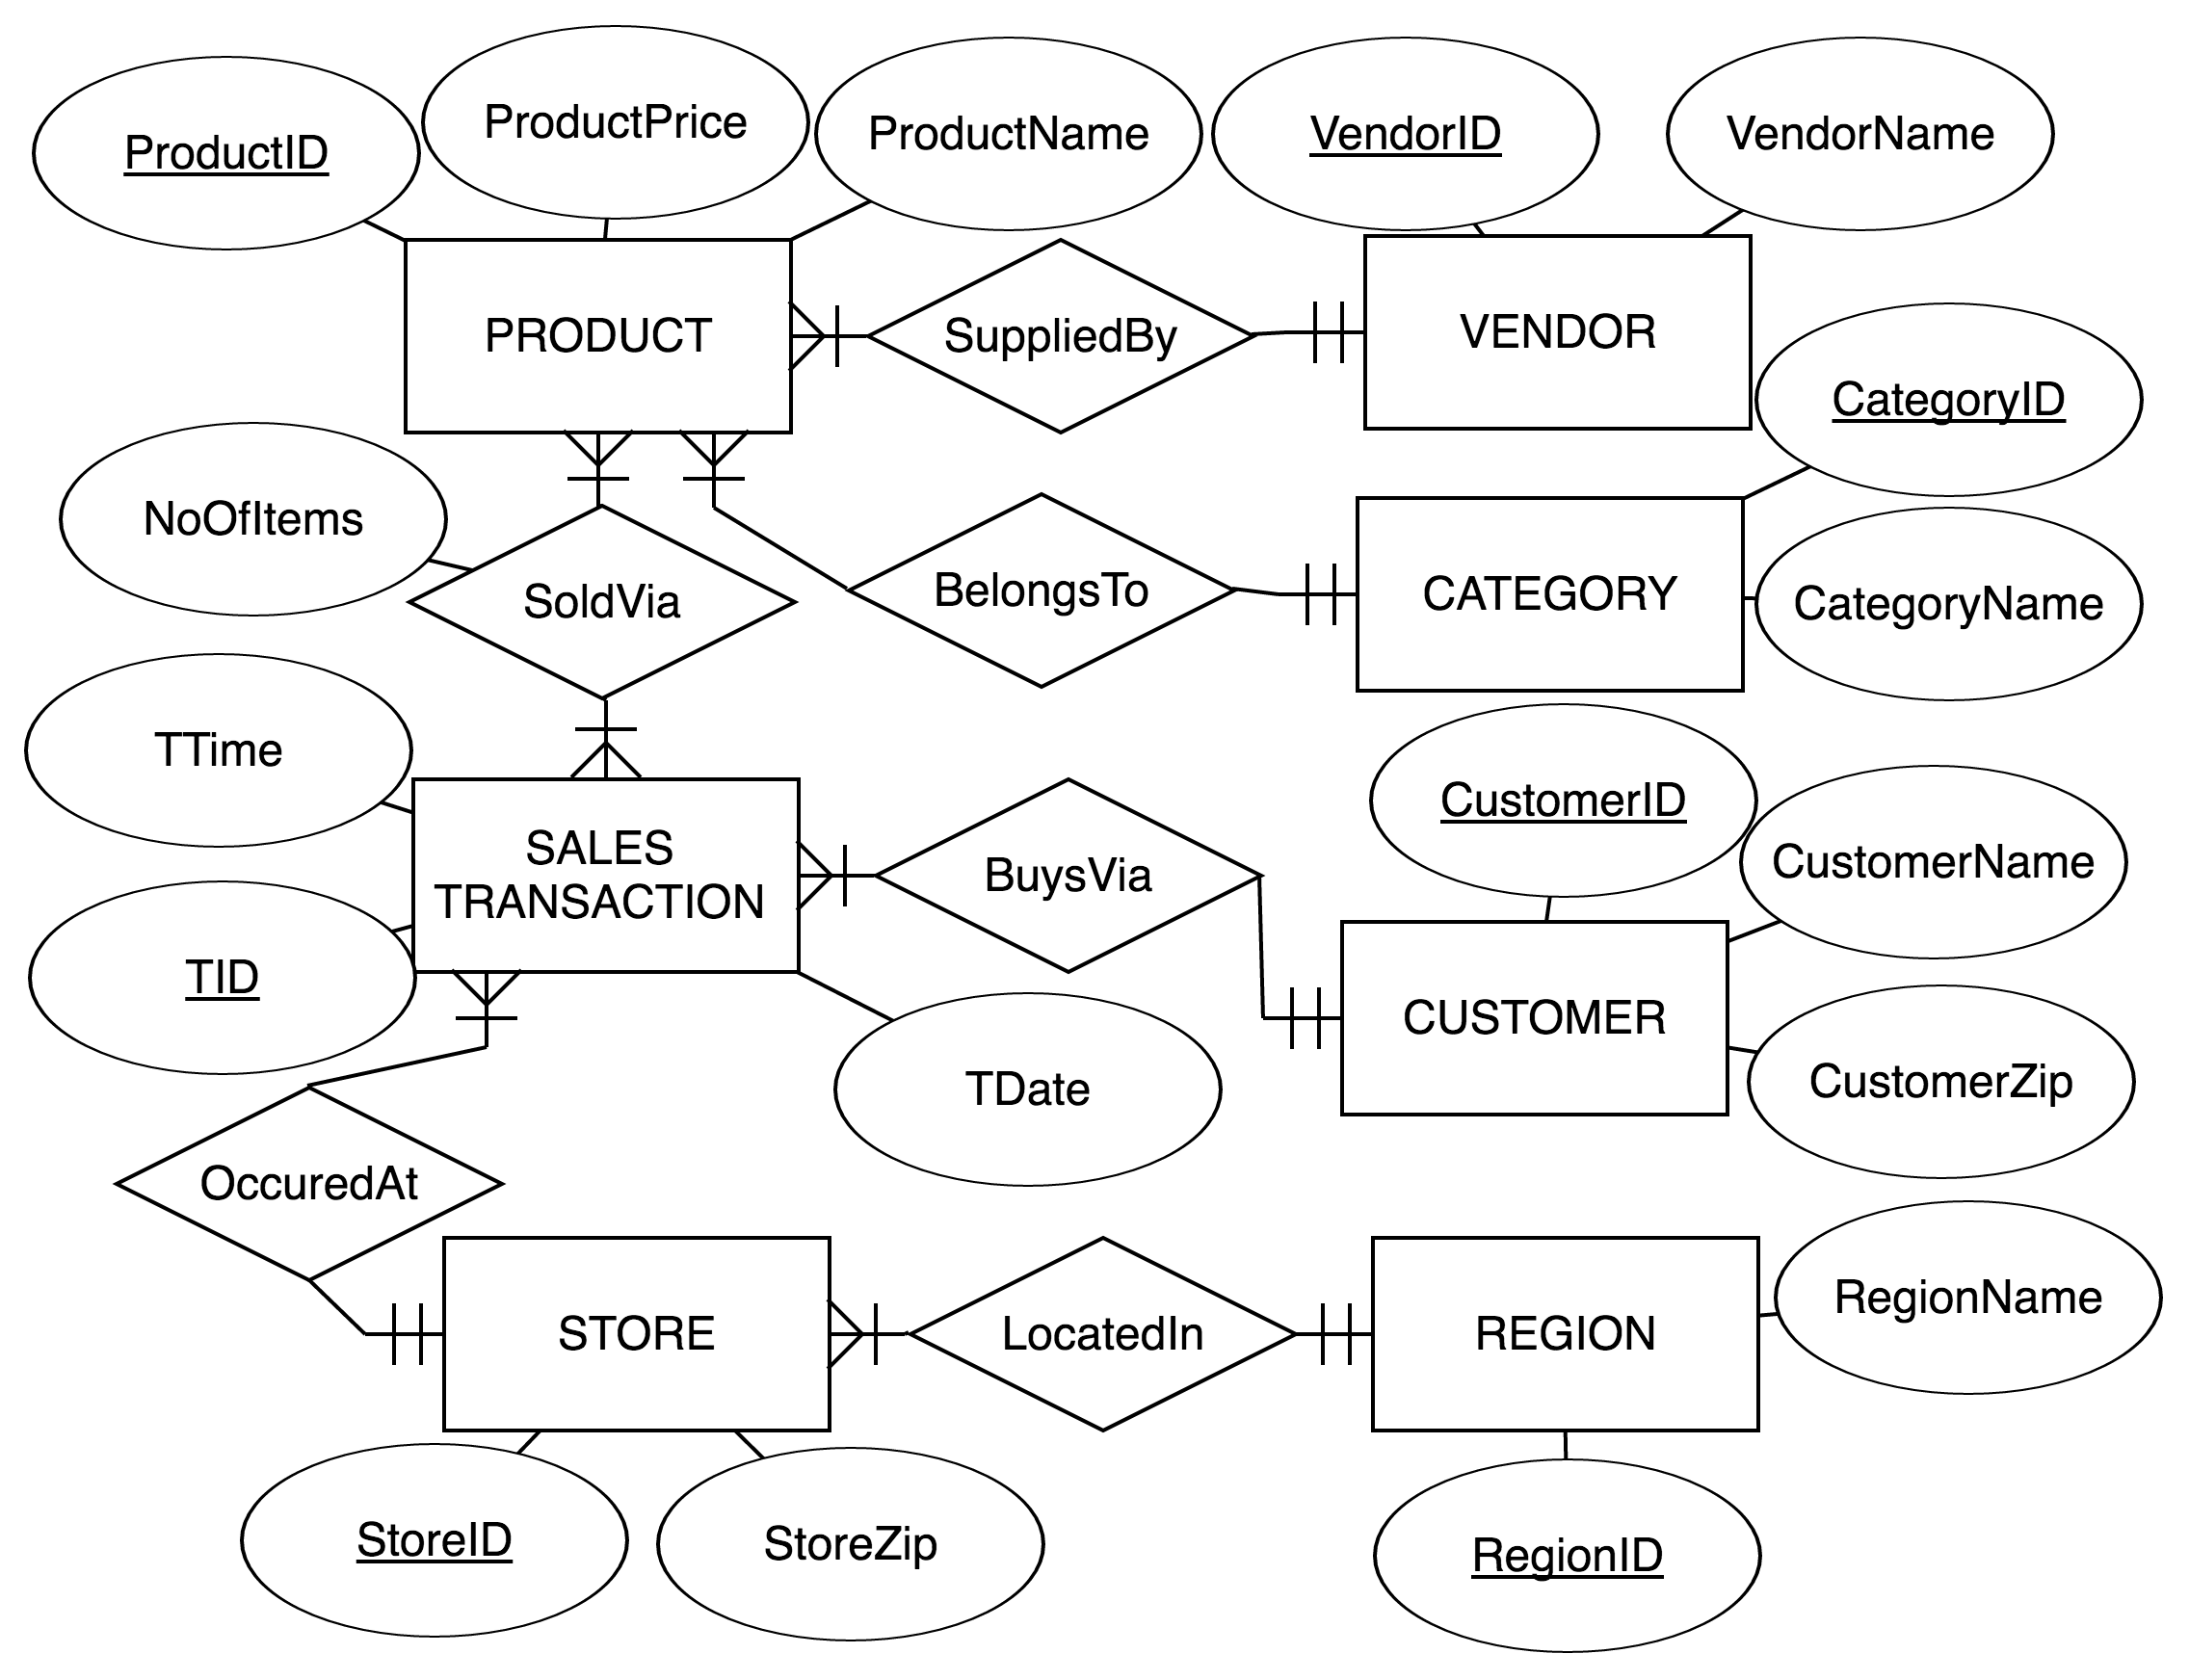 ProductID
ProductPrice
ProductName
VendorID
VendorName
PRODUCT
SuppliedBy
VENDOR
CategoryID
NoOfItems
SoldVia
BelongsTo
CATEGORY
CategoryName
TTime
SALES
TRANSACTION
BuysVia
CustomerID
CustomerName
TID
CUSTOMER
TDate
CustomerZip
OccuredAt
STORE
LocatedIn
REGION
RegionName
StoreID
StoreZip
RegionID